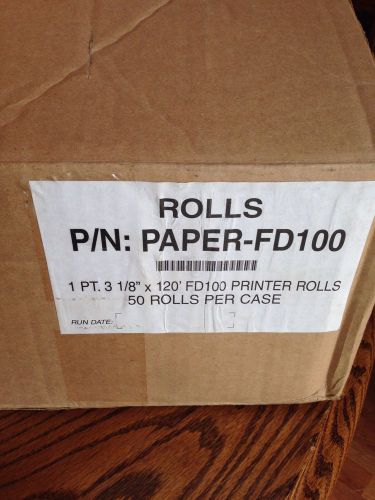 ROLLS
P/N: PAPER-FD100
1 PT. 3 1/8" x 120' FD100 PRINTER ROLLS
50 ROLLS PER CASE
RUN DATE: